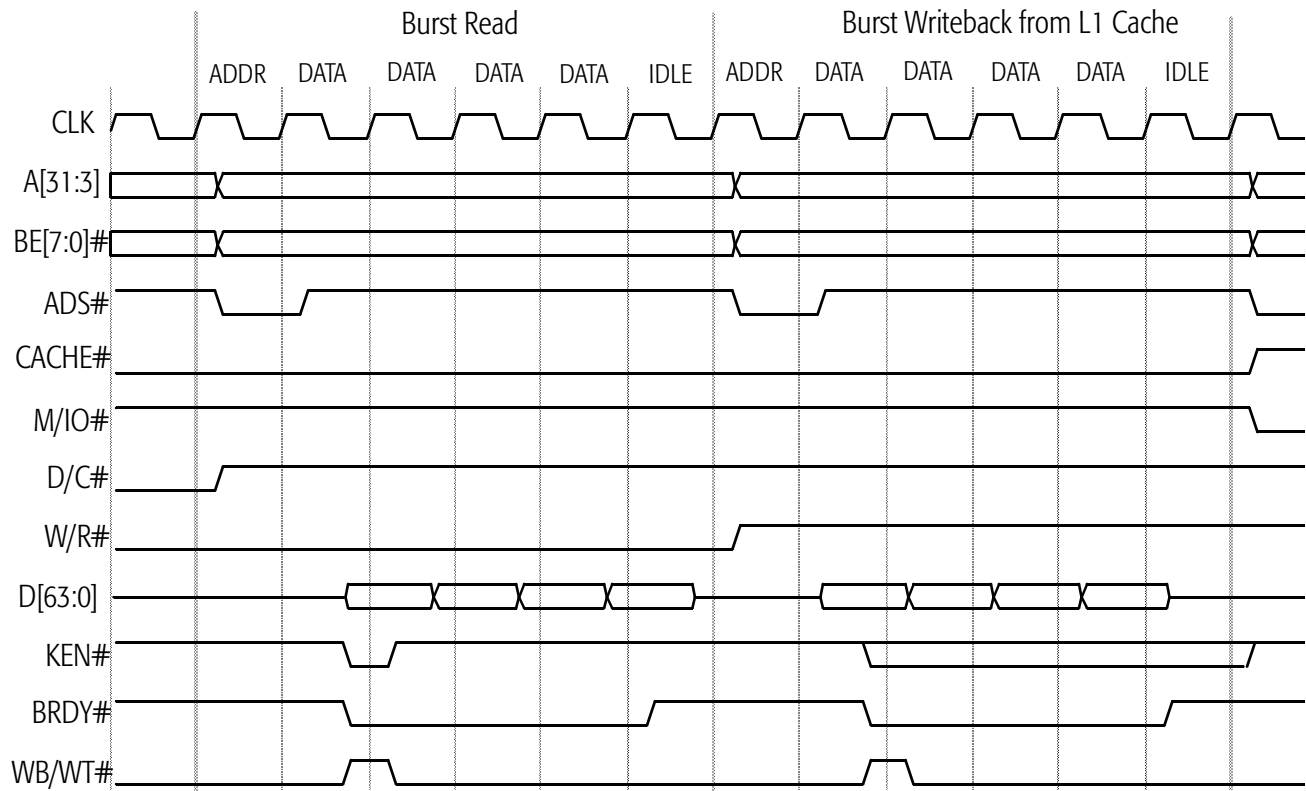 Burst Read Burst Writeback from L1 Cache
ADDR DATA DATA DATA DATA IDLE ADDR DATA DATA DATA DATA IDLE
CLK
A[31:3]
BE[7:0]#
ADS#
CACHE#
M/IO#
D/C#
W/R#
D[63:0]
KEN#
BRDY#
WB/WT#